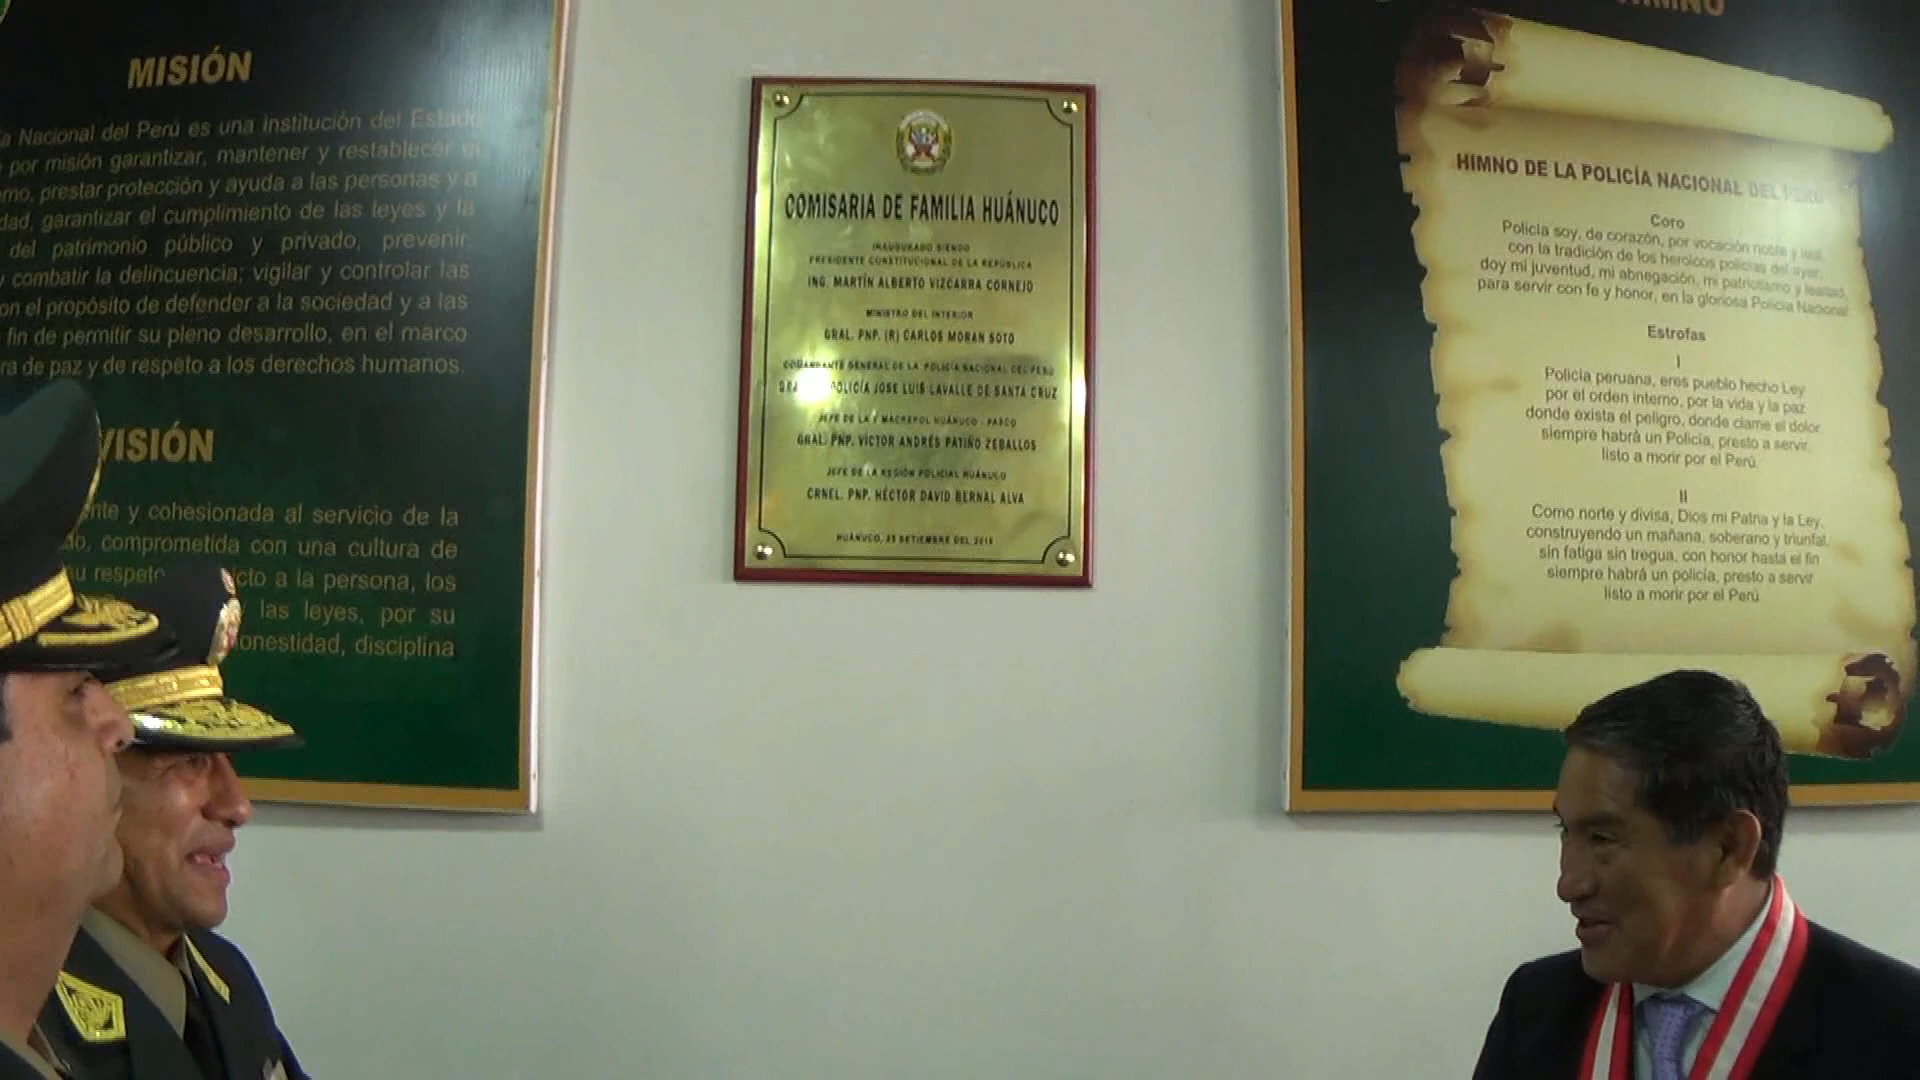 MISIÓN
Nacional del Perú es una institución del Estado
por misión garantizar, mantener y restablecer
prestar protección y ayuda a las personas y a
garantizar el cumplimiento de las leyes y la
del patrimonio público y privado, prevenir,
y combatir la delincuencia; vigilar y controlar las
el propósito de defender a la sociedad y a las
fin de permitir su pleno desarrollo, en el marco
de paz y de respeto a los derechos humanos.
VISIÓN
y cohesionada al servicio de la
comprometida con una cultura de
respeto a la persona, los
las leyes, por su
disciplina
COMISARIA DE FAMILIA HUÁNUCO
INAUGURADO SIENDO
PRESIDENTE CONSTITUCIONAL DE LA REPÚBLICA
ING. MARTÍN ALBERTO VIZCARRA CORNEJO
MINISTRO DEL INTERIOR
GRAL. PNP. (R) CARLOS MORAN SOTO
COMANDANTE GENERAL DE LA POLICÍA NACIONAL DEL PERÚ
POLICÍA JOSE LUIS LAVALLE DE SANTA CRUZ
JEFE DE LA V MACREPOL HUÁNUCO - PASCO
GRAL. PNP. VÍCTOR ANDRÉS PATIÑO ZEBALLOS
JEFE DE LA REGIÓN POLICIAL HUÁNUCO
CRNEL. PNP. HÉCTOR DAVID BERNAL ALVA
HUÁNUCO, SETIEMBRE DEL
HIMNO
HIMNO DE LA POLICÍA NACIONAL DEL PERÚ
Coro
Policía soy, de corazón, por vocación noble y leal,
con la tradición de los heroicos policías del ayer,
doy mi juventud, mi abnegación, mi patriotismo y lealtad,
para servir con fe y honor, en la gloriosa Policía Nacional
Estrofas
I
Policía peruana, eres pueblo hecho Ley
por el orden interno, por la vida y la paz
donde exista el peligro, donde clame el dolor
siempre habrá un Policía, presto a servir,
listo a morir por el Perú.
II
Como norte y divisa, Dios mi Patria y la Ley,
construyendo un mañana, soberano y triunfal,
sin fatiga sin tregua, con honor hasta el fin
siempre habrá un policía, presto a servir
listo a morir por el Perú